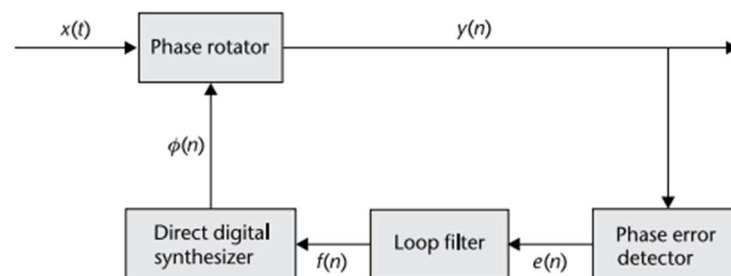 x(t)
Phase rotator
y(n)
ϕ(n)
Direct digital
synthesizer
f(n)
Loop filter
e(n)
Phase error
detector